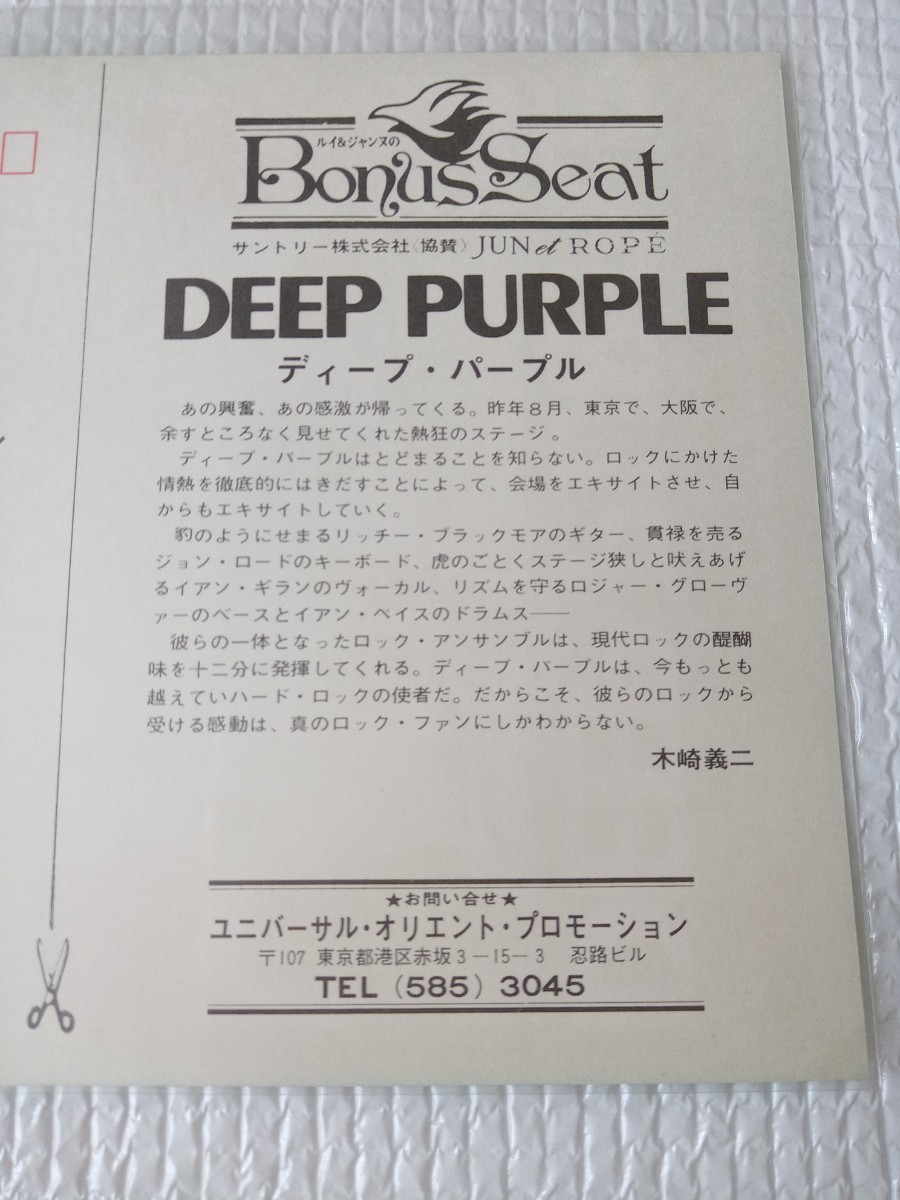 ルイ&ジャンヌの
Bonus Seat
サントリー株式会社〈協賛〉JUN et ROPÉ
DEEP PURPLE
ディープ・パープル
あの興奮、あの感激が帰ってくる。昨年8月、東京で、大阪で、
余すところなく見せてくれた熱狂のステージ。
ディープ・パープルはとどまることを知らない。ロックにかけた
情熱を徹底的にはきだすことによって、会場をエキサイトさせ、自
からもエキサイトしていく。
豹のようにせまるリッチー・ブラックモアのギター、貫禄を売る
ジョン・ロードのキーボード、虎のごとくステージ狭しと吠えあげ
るイアン・ギランのヴォーカル、リズムを守るロジャー・グローヴ
ァーのベースとイアン・ペイスのドラムス――
彼らの一体となったロック・アンサンブルは、現代ロックの醍醐
味を十二分に発揮してくれる。ディープ・パープルは、今もっとも
越えていハード・ロックの使者だ。だからこそ、彼らのロックから
受ける感動は、真のロック・ファンにしかわからない。
木崎義二
★お問い合せ★
ユニバーサル・オリエント・プロモーション
〒107 東京都港区赤坂3－15－3 忍路ビル
TEL (585) 3045